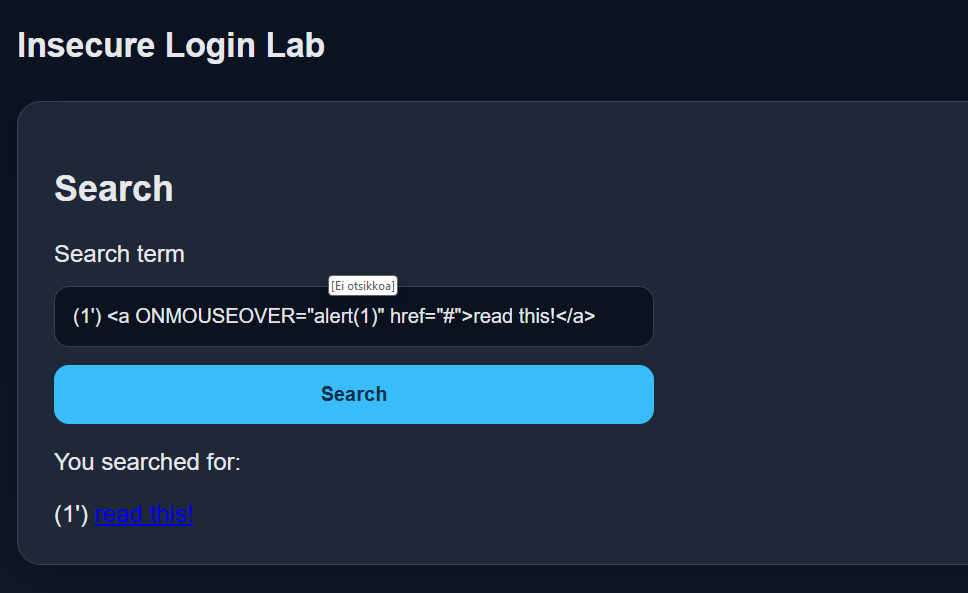 Insecure Login Lab
Search
Search term
[Ei otsikkoa]
(1') <a ONMOUSEOVER="alert(1)" href="#">read this!</a>
Search
You searched for:
(1') read this!